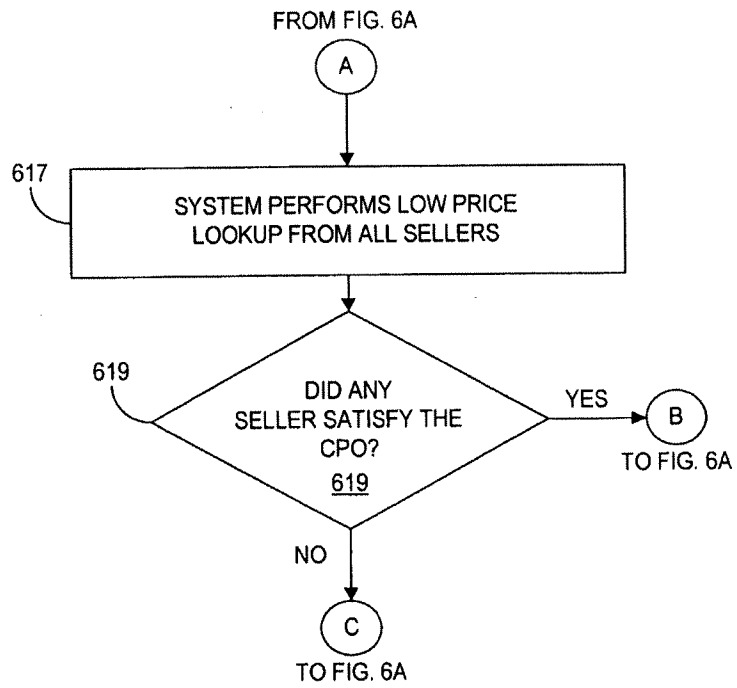 FROM FIG. 6A
A
617
SYSTEM PERFORMS LOW PRICE
LOOKUP FROM ALL SELLERS
619
DID ANY
SELLER SATISFY THE
CPO?
619
YES
B
TO FIG. 6A
NO
C
TO FIG. 6A